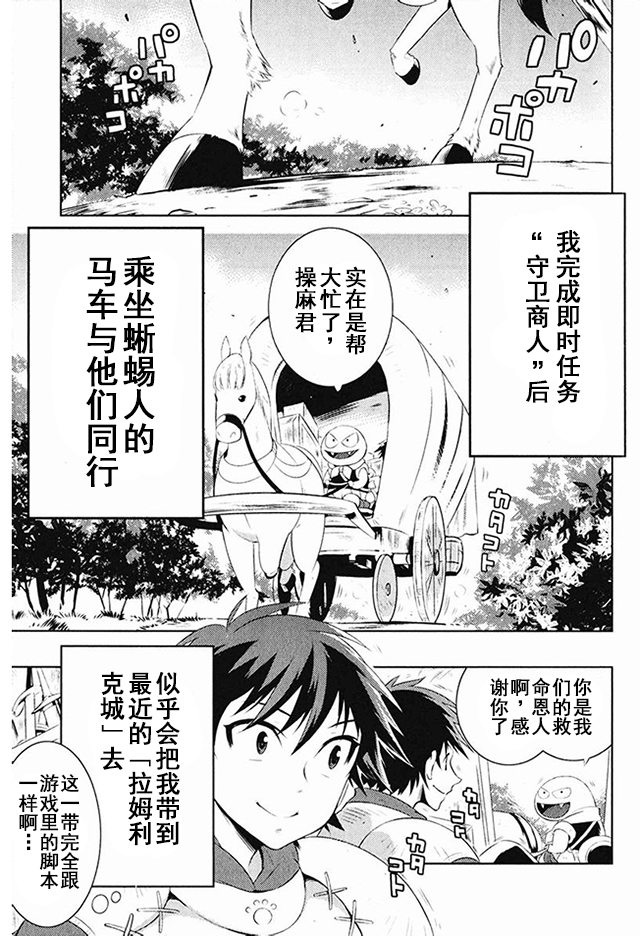 パカ
パカ
ポコ
ポコ
我完成即时任务
“守卫商人”后
实在是帮
大忙了，
操麻君
乘坐蜥蜴人的
马车与他们同行
カタコト
你是我
们的救
命恩人
啊，感
谢你了
似乎会把我带到
最近的「拉姆利
克城」去
カタコト
这一带完全跟
游戏里的脚本
一样啊…